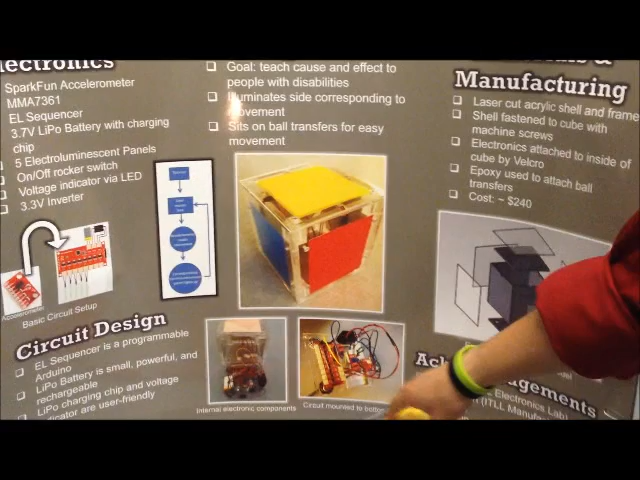 SparkFun Accelerometer
MMA7361
EL Sequencer
3.7V LiPo Battery with charging
chip
5 Electroluminescent Panels
On/Off rocker switch
Voltage indicator via LED
3.3V Inverter
Accelerometer
Basic Circuit Setup
Circuit Design
EL Sequencer is a programmable
Arduino
LiPo Battery is small, powerful, and
rechargeable
LiPo charging chip and voltage
are user-friendly
Goal: teach cause and effect to
people with disabilities
Illuminates side corresponding to
movement
Sits on ball transfers for easy
movement
Internal electronic components
Circuit mounted to
&
Manufacturing
Laser cut acrylic shell and frame
Shell fastened to cube with
machine screws
Electronics attached to inside of
cube by Velcro
Epoxy used to attach ball
transfers
Cost: ~ $240
Electronics Lab
(ITLL